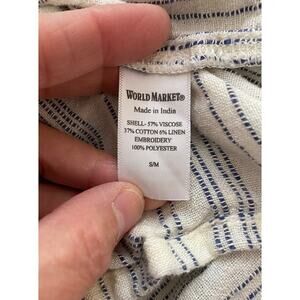 WORLD MARKET®
Made in India
SHELL- 57% VISCOSE
37% COTTON 6% LINEN
EMBROIDERY
100% POLYESTER
S/M